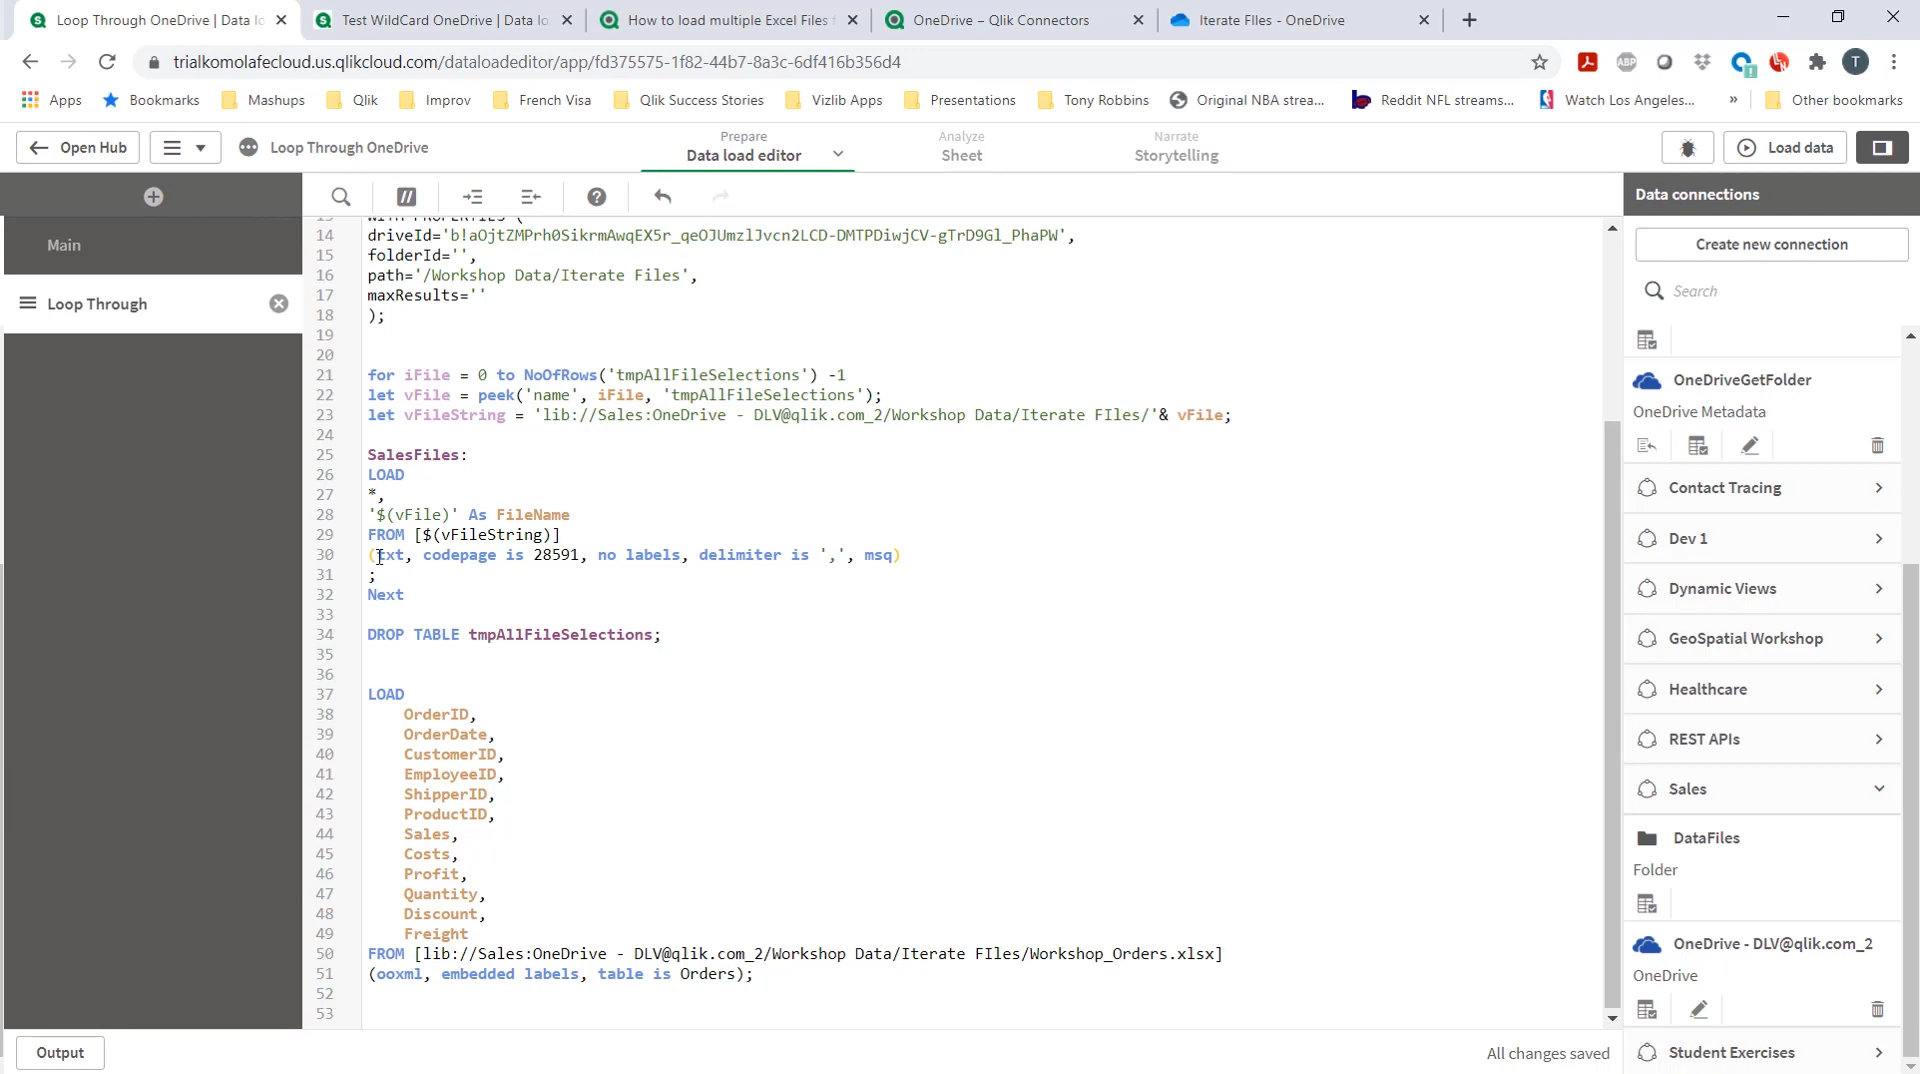 Loop Through OneDrive | Data lo
Test WildCard OneDrive | Data lo
How to load multiple Excel Files f
OneDrive – Qlik Connectors
Iterate FIles - OneDrive
trialkomolafecloud.us.qlikcloud.com/dataloadeditor/app/fd375575-1f82-44b7-8a3c-6df416b356d4
ABP
T
Apps
Bookmarks
Mashups
Qlik
Improv
French Visa
Qlik Success Stories
Vizlib Apps
Presentations
Tony Robbins
Original NBA strea...
Reddit NFL streams...
Watch Los Angeles...
»
Other bookmarks
Open Hub
Loop Through OneDrive
Prepare
Data load editor
Analyze
Sheet
Narrate
Storytelling
Load data
Main
Loop Through
13 WITH PROPERTIES (
14 driveId='b!aOjtZMPrh0SikrmAwqEX5r_qeOJUmzlJvcn2LCD-DMTPDiwjCV-gTrD9Gl_PhaPW',
15 folderId='',
16 path='/Workshop Data/Iterate Files',
17 maxResults=''
18 );
19
20
21 for iFile = 0 to NoOfRows('tmpAllFileSelections') -1
22 let vFile = peek('name', iFile, 'tmpAllFileSelections');
23 let vFileString = 'lib://Sales:OneDrive - DLV@qlik.com_2/Workshop Data/Iterate FIles/'& vFile;
24
25 SalesFiles:
26 LOAD
27 *,
28 '$(vFile)' As FileName
29 FROM [$(vFileString)]
30 (txt, codepage is 28591, no labels, delimiter is ',', msq)
31 ;
32 Next
33
34 DROP TABLE tmpAllFileSelections;
35
36
37 LOAD
38 OrderID,
39 OrderDate,
40 CustomerID,
41 EmployeeID,
42 ShipperID,
43 ProductID,
44 Sales,
45 Costs,
46 Profit,
47 Quantity,
48 Discount,
49 Freight
50 FROM [lib://Sales:OneDrive - DLV@qlik.com_2/Workshop Data/Iterate FIles/Workshop_Orders.xlsx]
51 (ooxml, embedded labels, table is Orders);
52
53
Output
All changes saved
Data connections
Create new connection
Search
OneDriveGetFolder
OneDrive Metadata
Contact Tracing
Dev 1
Dynamic Views
GeoSpatial Workshop
Healthcare
REST APIs
Sales
DataFiles
Folder
OneDrive - DLV@qlik.com_2
OneDrive
Student Exercises